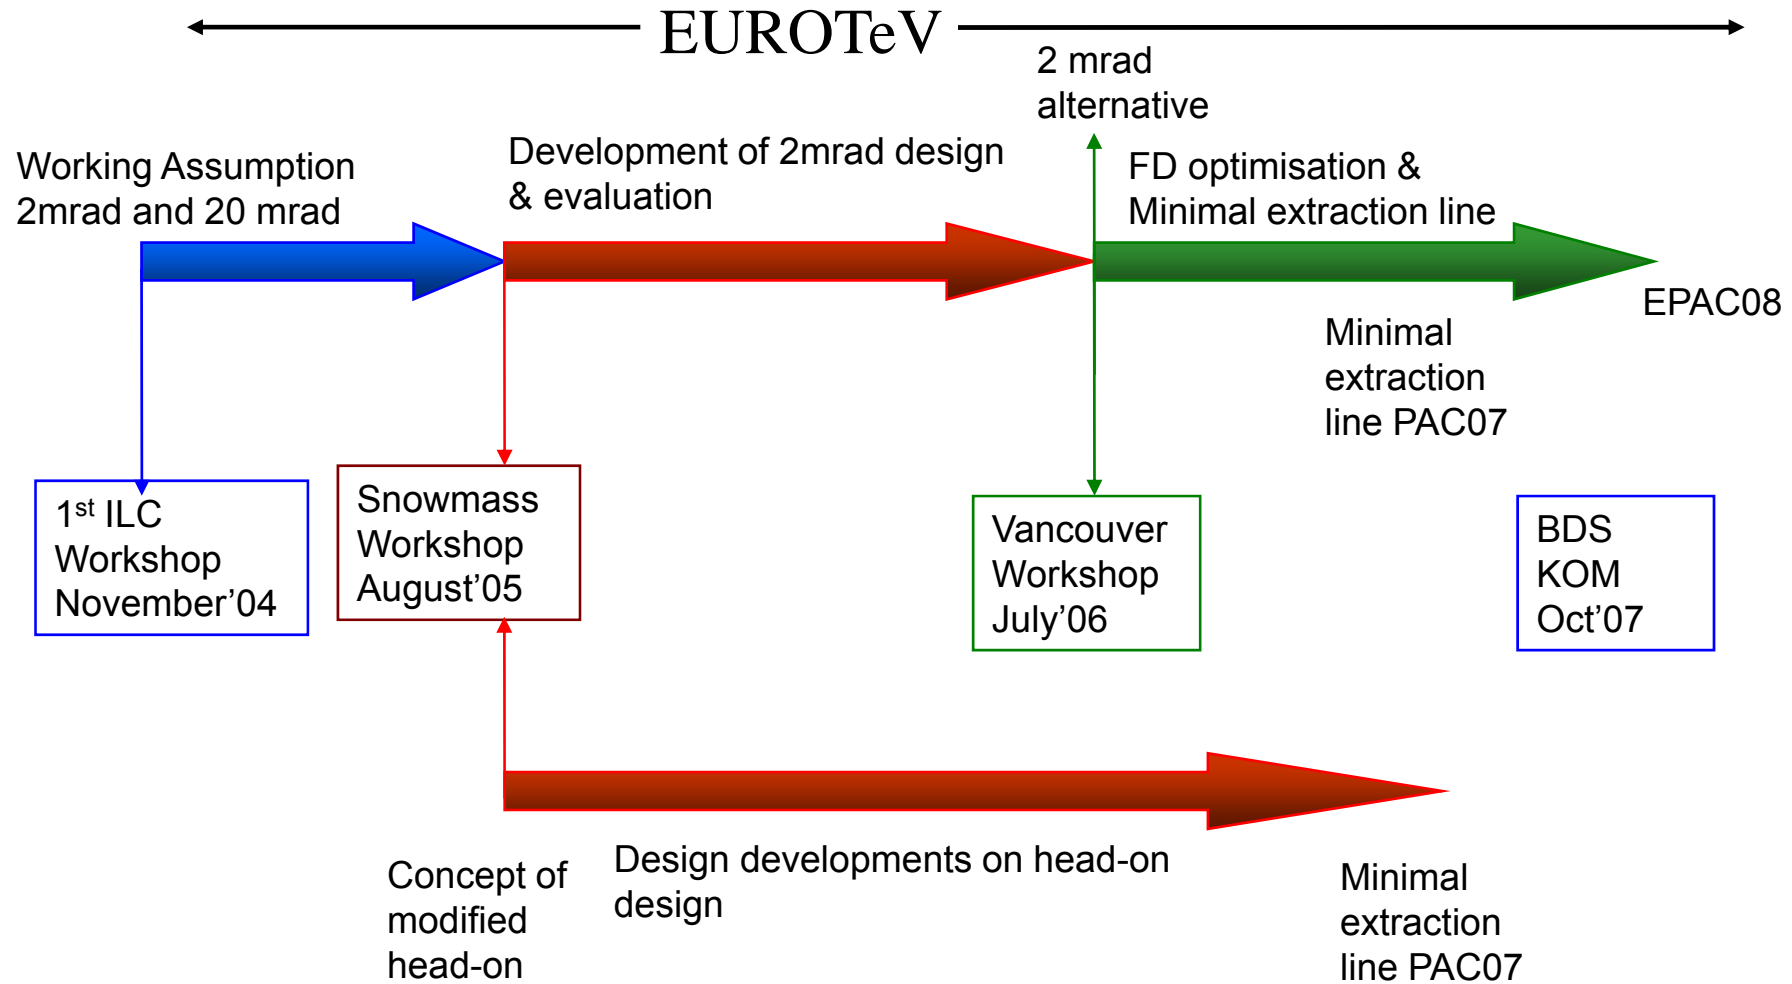 EUROTeV
2 mrad
alternative
Working Assumption
2mrad and 20 mrad
Development of 2mrad design
& evaluation
FD optimisation &
Minimal extraction line
EPAC08
Minimal
extraction
line PAC07
1st ILC
Workshop
November’04
Snowmass
Workshop
August’05
Vancouver
Workshop
July’06
BDS
KOM
Oct’07
Concept of
modified
head-on
Design developments on head-on
design
Minimal
extraction
line PAC07